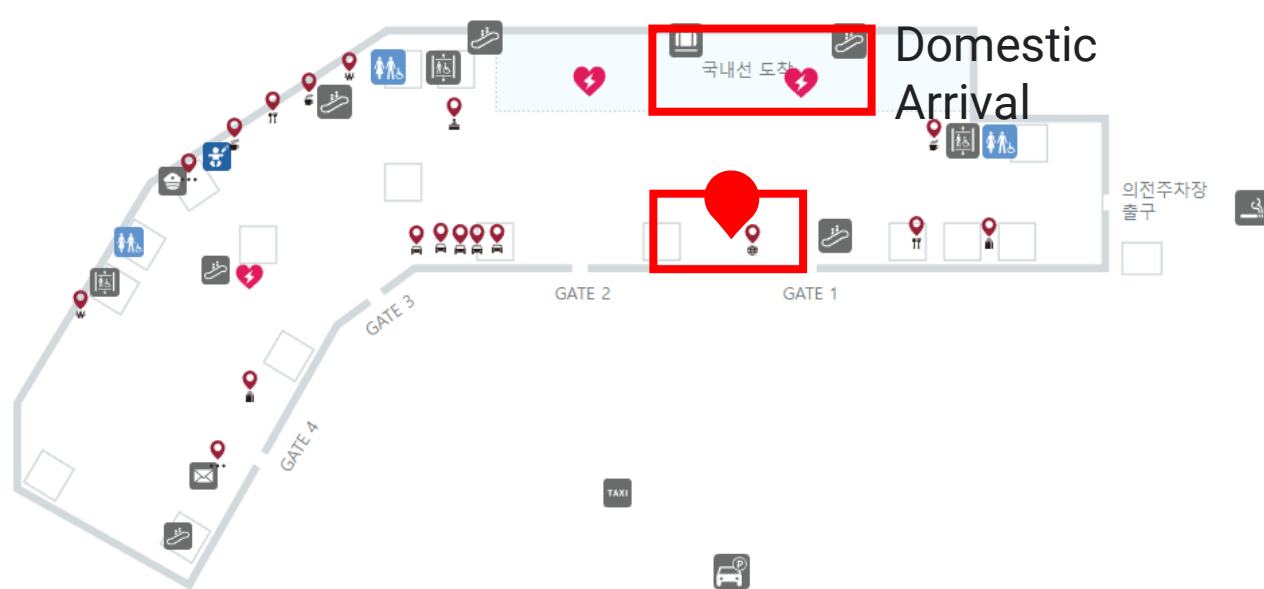 Domestic
Arrival
국내선 도착
의전주차장
출구
GATE 3
GATE 2
GATE 1
GATE 4
TAXI
P